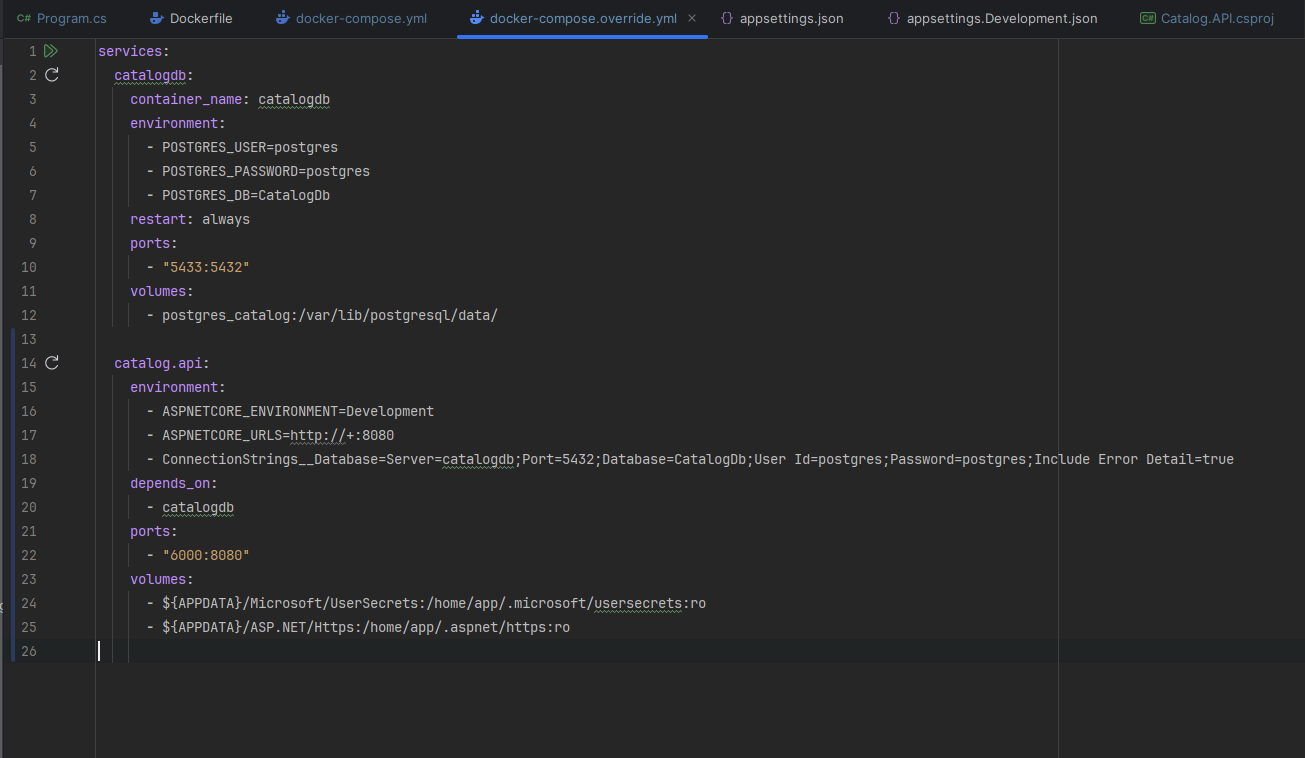 C# Program.cs Dockerfile docker-compose.yml docker-compose.override.yml × {} appsettings.json {} appsettings.Development.json C# Catalog.API.csproj
1 services:
2 catalogdb:
3 container_name: catalogdb
4 environment:
5 - POSTGRES_USER=postgres
6 - POSTGRES_PASSWORD=postgres
7 - POSTGRES_DB=CatalogDb
8 restart: always
9 ports:
10 - "5433:5432"
11 volumes:
12 - postgres_catalog:/var/lib/postgresql/data/
13
14 catalog.api:
15 environment:
16 - ASPNETCORE_ENVIRONMENT=Development
17 - ASPNETCORE_URLS=http://+:8080
18 - ConnectionStrings__Database=Server=catalogdb;Port=5432;Database=CatalogDb;User Id=postgres;Password=postgres;Include Error Detail=true
19 depends_on:
20 - catalogdb
21 ports:
22 - "6000:8080"
23 volumes:
24 - ${APPDATA}/Microsoft/UserSecrets:/home/app/.microsoft/usersecrets:ro
25 - ${APPDATA}/ASP.NET/Https:/home/app/.aspnet/https:ro
26